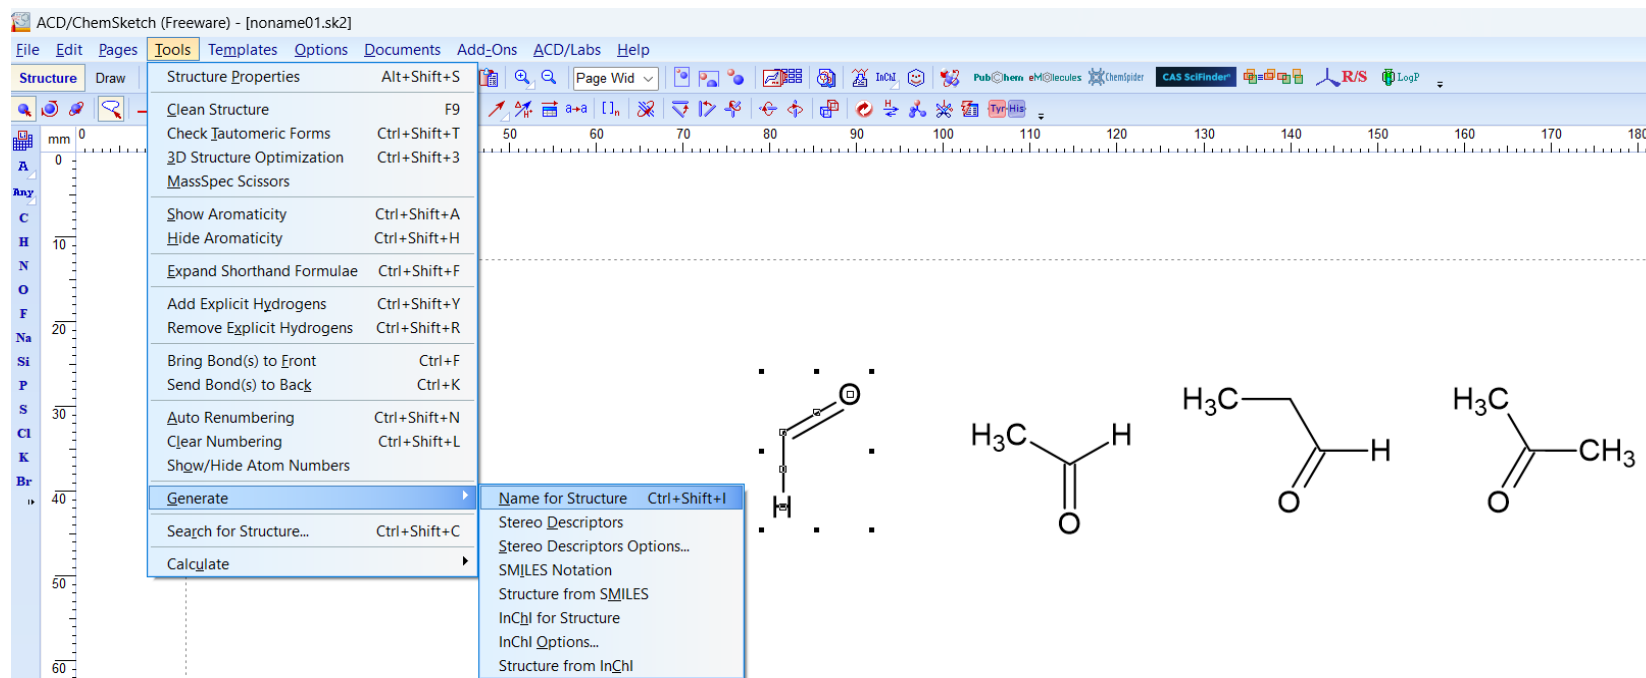 ACD/ChemSketch (Freeware) - [noname01.sk2]
File Edit Pages Tools Templates Options Documents Add-Ons ACD/Labs Help
Structure Draw Page Wid InChI PubChem eMolecules ChemSpider CAS SciFinder R/S LogP
H a→a [ ]n Tyr His
mm 0 50 60 70 80 90 100 110 120 130 140 150 160 170 180
0
10
20
30
40
50
60
A
Any
C
H
N
O
F
Na
Si
P
S
Cl
K
Br
Structure Properties Alt+Shift+S
Clean Structure F9
Check Tautomeric Forms Ctrl+Shift+T
3D Structure Optimization Ctrl+Shift+3
MassSpec Scissors
Show Aromaticity Ctrl+Shift+A
Hide Aromaticity Ctrl+Shift+H
Expand Shorthand Formulae Ctrl+Shift+F
Add Explicit Hydrogens Ctrl+Shift+Y
Remove Explicit Hydrogens Ctrl+Shift+R
Bring Bond(s) to Front Ctrl+F
Send Bond(s) to Back Ctrl+K
Auto Renumbering Ctrl+Shift+N
Clear Numbering Ctrl+Shift+L
Show/Hide Atom Numbers
Generate
Search for Structure... Ctrl+Shift+C
Calculate
Name for Structure Ctrl+Shift+I
Stereo Descriptors
Stereo Descriptors Options...
SMILES Notation
Structure from SMILES
InChI for Structure
InChI Options...
Structure from InChI
O
H
H₃C H
O
H₃C
H
O
H₃C
CH₃
O